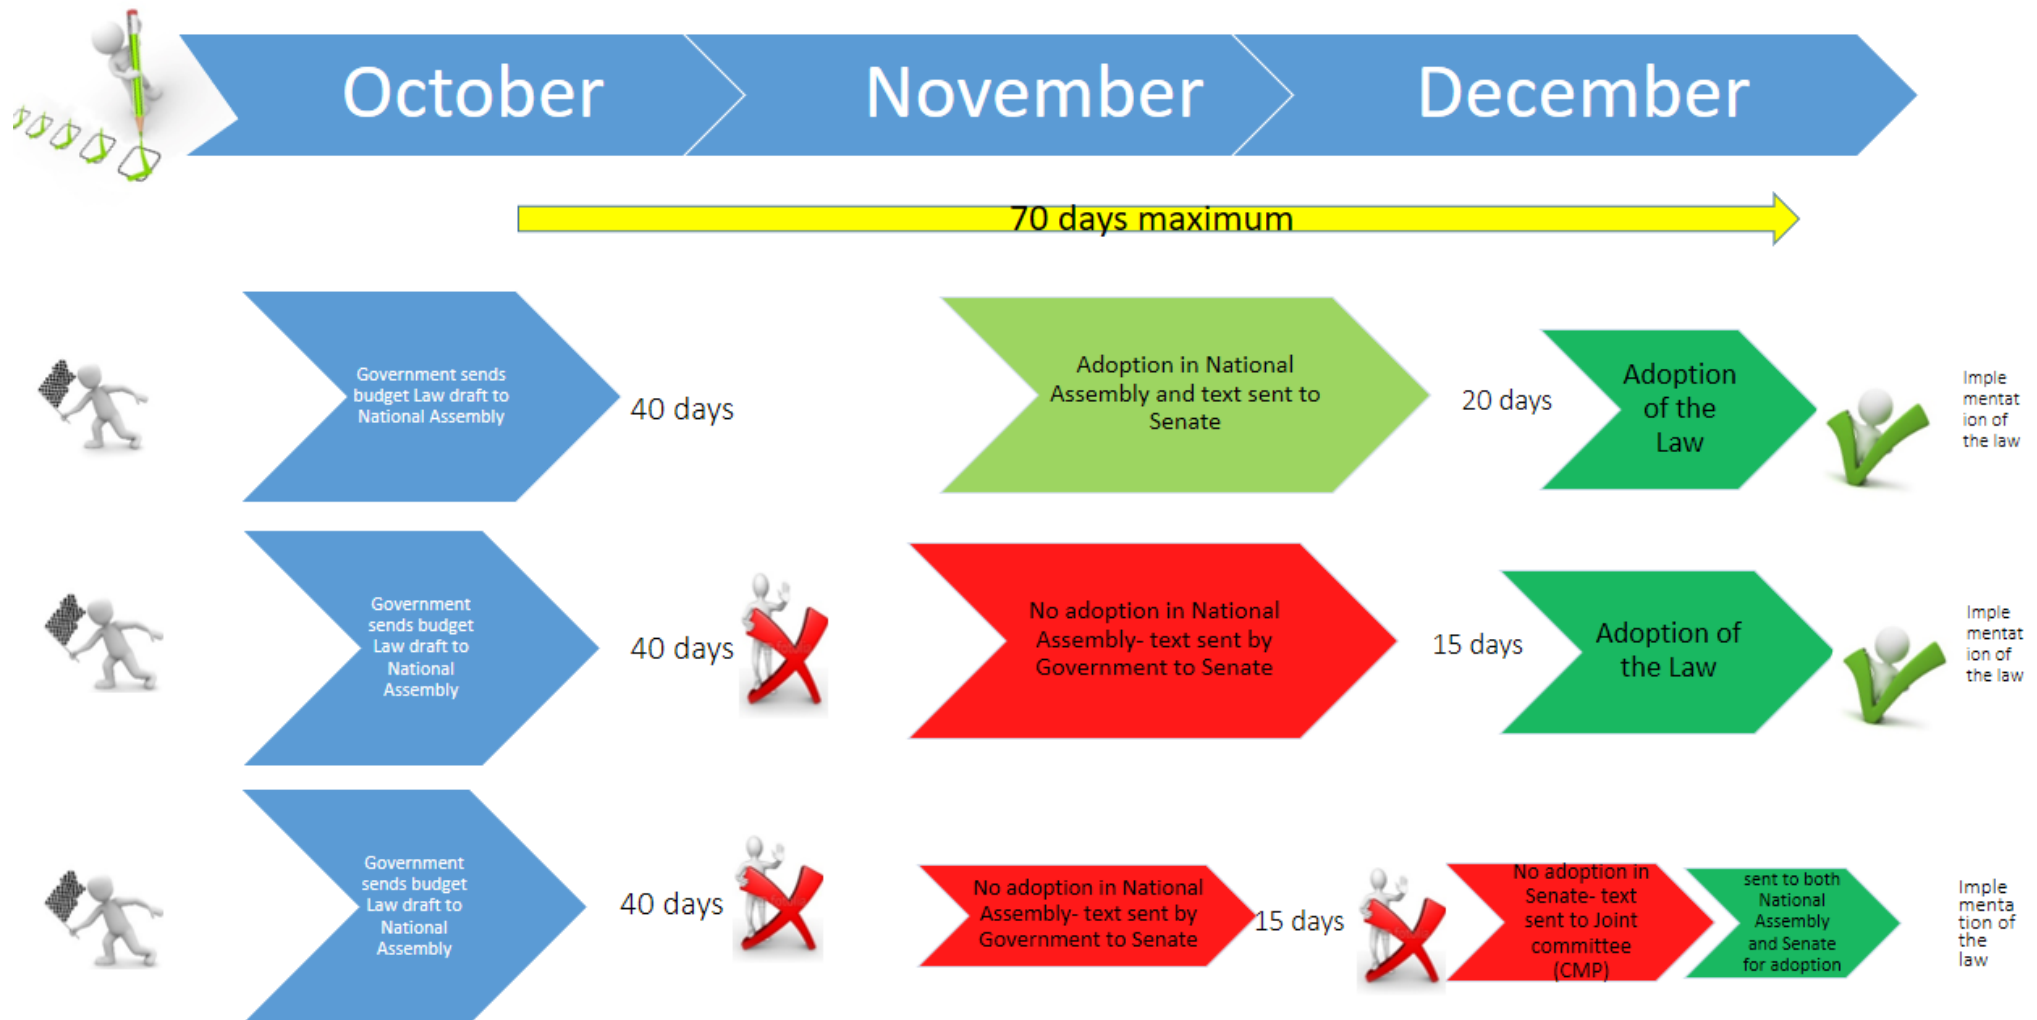 October
November
December
70 days maximum
Government sends
budget Law draft to
National Assembly
40 days
Adoption in National
Assembly and text sent to
Senate
20 days
Adoption
of the
Law
Imple
mentat
ion of
the law
Government
sends budget
Law draft to
National
Assembly
40 days
No adoption in National
Assembly- text sent by
Government to Senate
15 days
Adoption of
the Law
Imple
mentat
ion of
the law
Government
sends budget
Law draft to
National
Assembly
40 days
No adoption in National
Assembly- text sent by
Government to Senate
15 days
No adoption in
Senate- text
sent to Joint
committee
(CMP)
sent to both
National
Assembly
and Senate
for adoption
Imple
menta
tion of
the
law